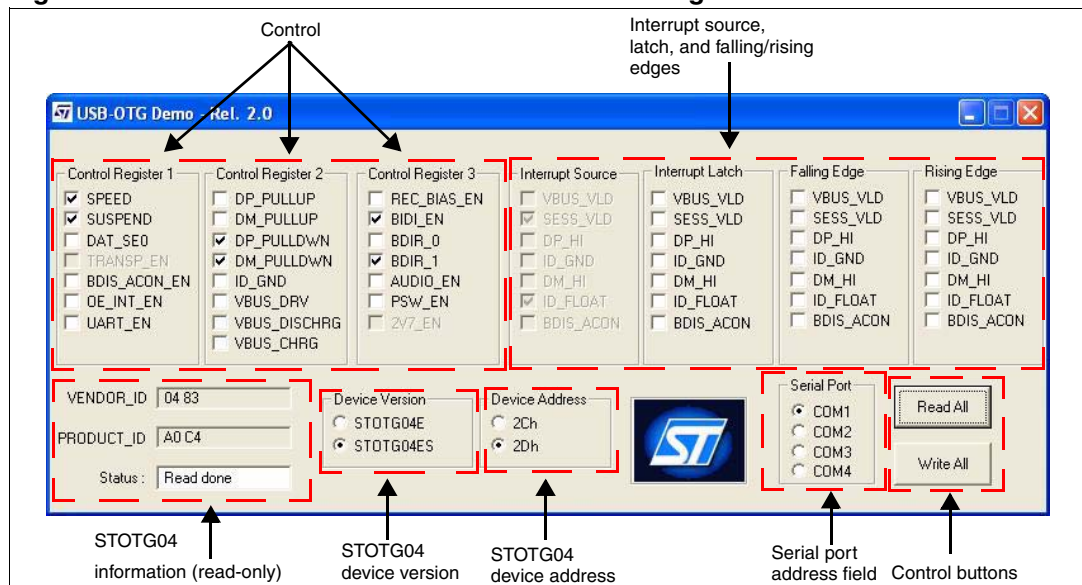 Control
Interrupt source,
latch, and falling/rising
edges
USB-OTG Demo - Rel. 2.0
Control Register 1
SPEED
SUSPEND
DAT_SE0
TRANSP_EN
BDIS_ACON_EN
OE_INT_EN
UART_EN
Control Register 2
DP_PULLUP
DM_PULLUP
DP_PULLDWN
DM_PULLDWN
ID_GND
VBUS_DRV
VBUS_DISCHRG
VBUS_CHRG
Control Register 3
REC_BIAS_EN
BIDI_EN
BDIR_0
BDIR_1
AUDIO_EN
PSW_EN
2V7_EN
Interrupt Source
VBUS_VLD
SESS_VLD
DP_HI
ID_GND
DM_HI
ID_FLOAT
BDIS_ACON
Interrupt Latch
VBUS_VLD
SESS_VLD
DP_HI
ID_GND
DM_HI
ID_FLOAT
BDIS_ACON
Falling Edge
VBUS_VLD
SESS_VLD
DP_HI
ID_GND
DM_HI
ID_FLOAT
BDIS_ACON
Rising Edge
VBUS_VLD
SESS_VLD
DP_HI
ID_GND
DM_HI
ID_FLOAT
BDIS_ACON
VENDOR_ID 04 83
PRODUCT_ID A0 C4
Status : Read done
Device Version
STOTG04E
STOTG04ES
Device Address
2Ch
2Dh
ST
Serial Port
COM1
COM2
COM3
COM4
Read All
Write All
STOTG04
information (read-only)
STOTG04
device version
STOTG04
device address
Serial port
address field
Control buttons